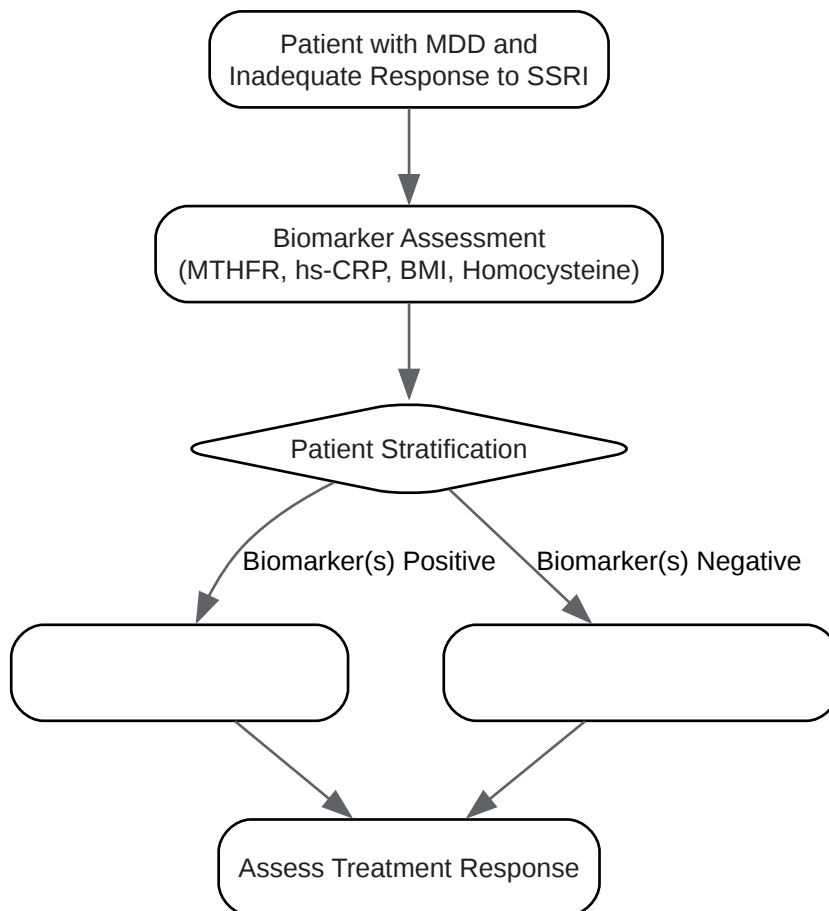 Patient with MDD and
Inadequate Response to SSRI
Biomarker Assessment
(MTHFR, hs-CRP, BMI, Homocysteine)
Patient Stratification
Biomarker(s) Positive
Biomarker(s) Negative
Assess Treatment Response